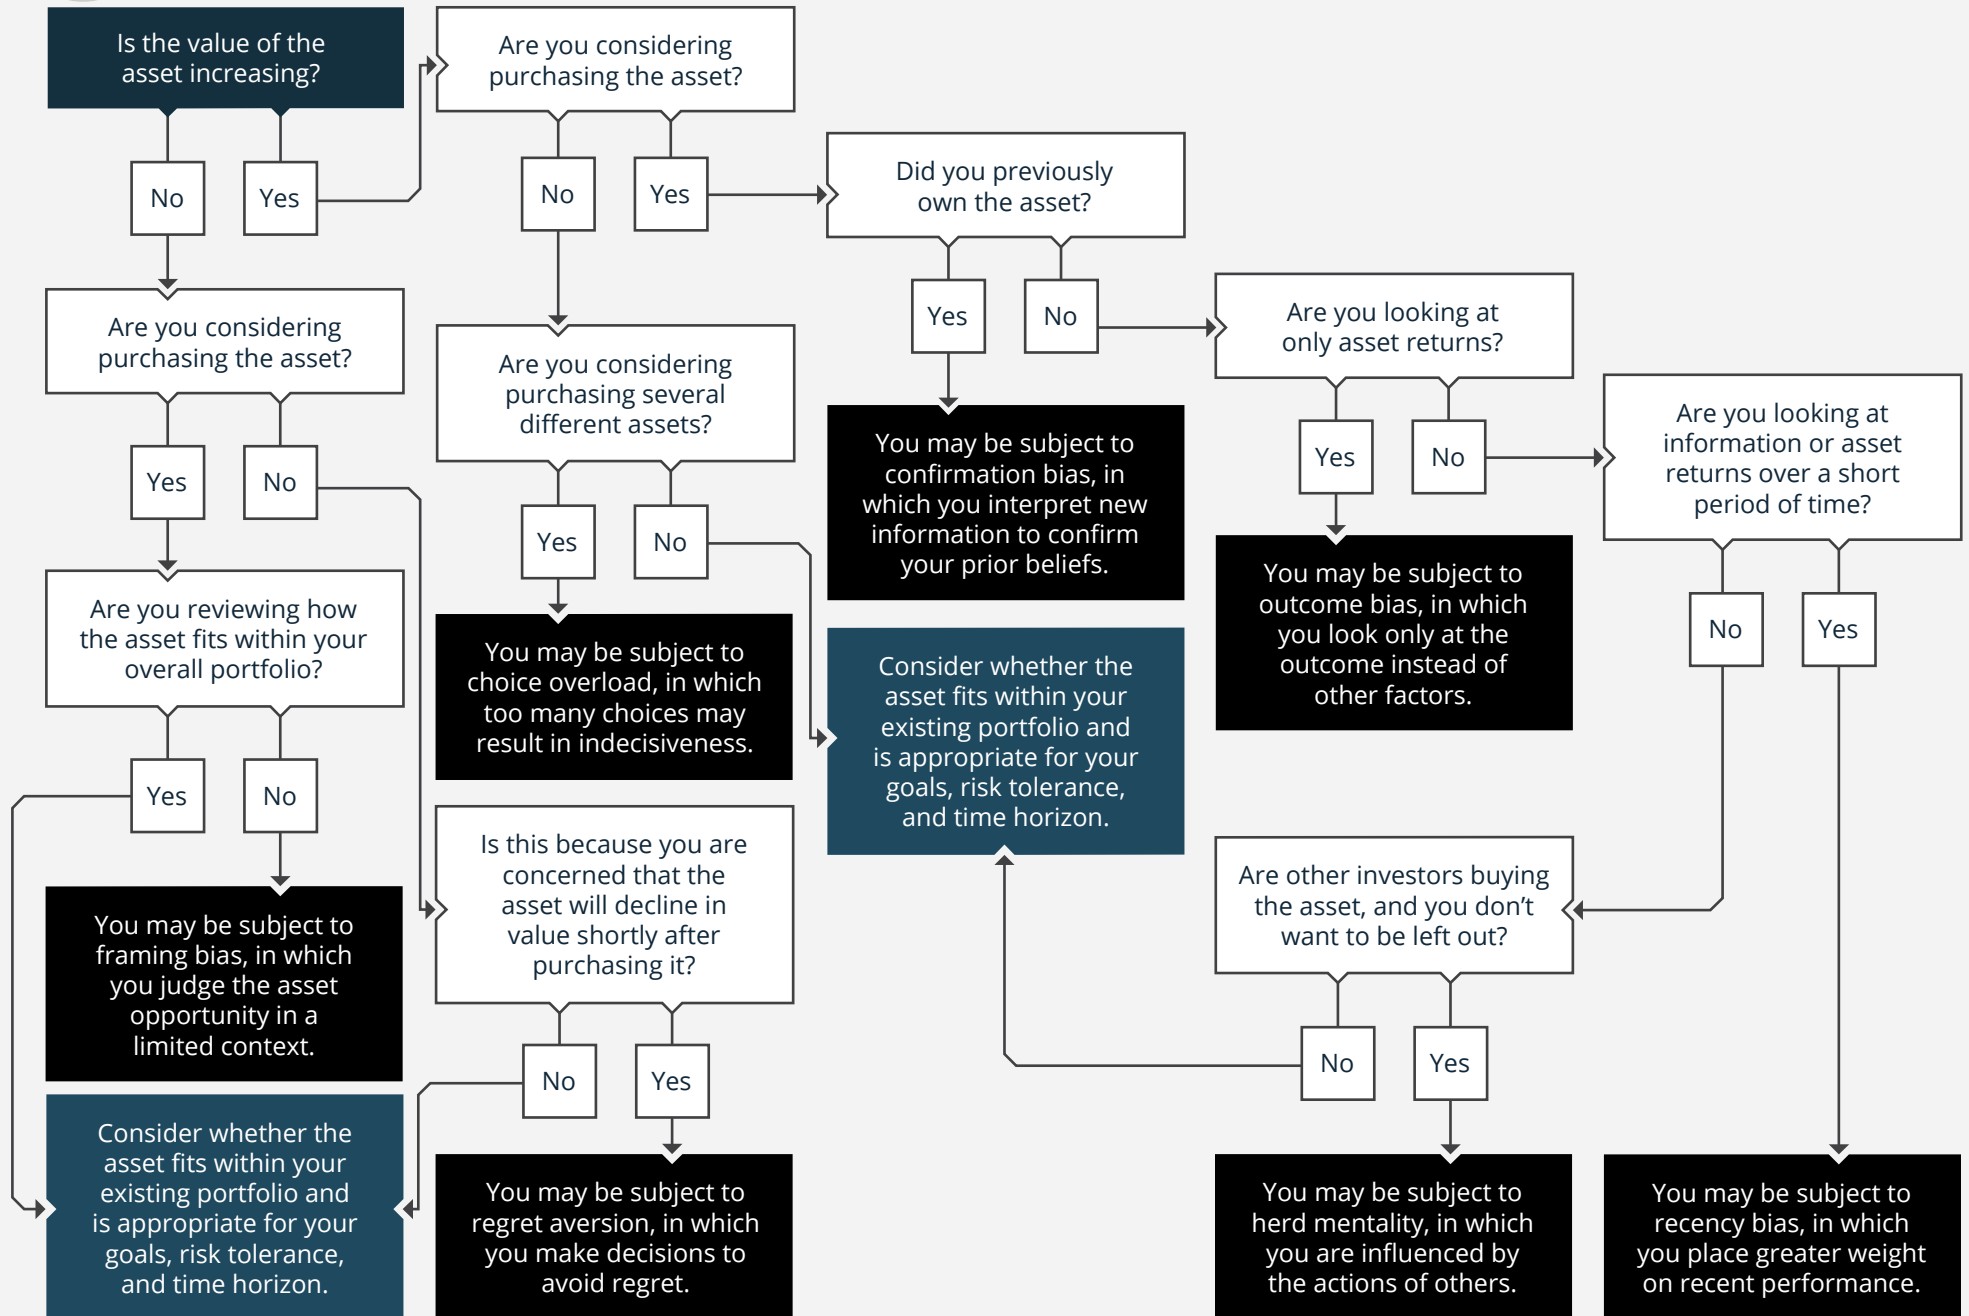 Is the value of the
asset increasing?
No
Yes
Are you considering
purchasing the asset?
No
Yes
Did you previously
own the asset?
Yes
No
Are you looking at
only asset returns?
Yes
No
Are you looking at
information or asset
returns over a short
period of time?
No
Yes
Are you considering
purchasing the asset?
Yes
No
Are you considering
purchasing several
different assets?
Yes
No
You may be subject to
confirmation bias, in
which you interpret new
information to confirm
your prior beliefs.
You may be subject to
outcome bias, in which
you look only at the
outcome instead of
other factors.
Are you reviewing how
the asset fits within your
overall portfolio?
Yes
No
You may be subject to
choice overload, in which
too many choices may
result in indecisiveness.
Consider whether the
asset fits within your
existing portfolio and
is appropriate for your
goals, risk tolerance,
and time horizon.
Is this because you are
concerned that the
asset will decline in
value shortly after
purchasing it?
No
Yes
Are other investors buying
the asset, and you don’t
want to be left out?
No
Yes
You may be subject to
framing bias, in which
you judge the asset
opportunity in a
limited context.
Consider whether the
asset fits within your
existing portfolio and
is appropriate for your
goals, risk tolerance,
and time horizon.
You may be subject to
regret aversion, in which
you make decisions to
avoid regret.
You may be subject to
herd mentality, in which
you are influenced by
the actions of others.
You may be subject to
recency bias, in which
you place greater weight
on recent performance.